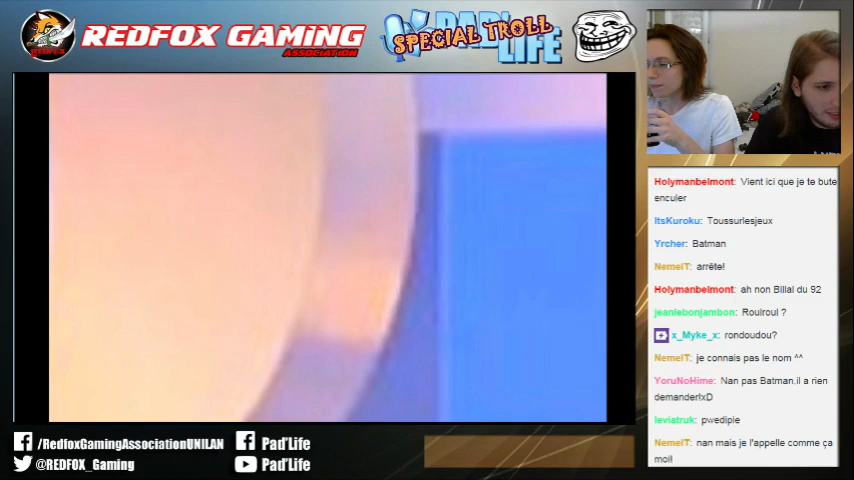 REDFOX GAMING
ASSOCIATION
PAD'LIFE
SPECIAL TROLL
Holymanbelmont: Vient ici que je te bute
enculer
ItsKuroku: Toussurlesjeux
Yrcher: Batman
NemeIT: arrête!
Holymanbelmont: ah non Billal du 92
jeanlebonjambon: Rouiroul ?
x_Myke_x: rondoudou?
NemeIT: je connais pas le nom ^^
YoruNoHime: Nan pas Batman,il a rien
demander!xD
leviatruk: pwedipie
NemeIT: nan mais je l'appelle comme ça
moi!
/RedfoxGamingAssociationUNILAN
Pad'Life
@REDFOX_Gaming
Pad'Life